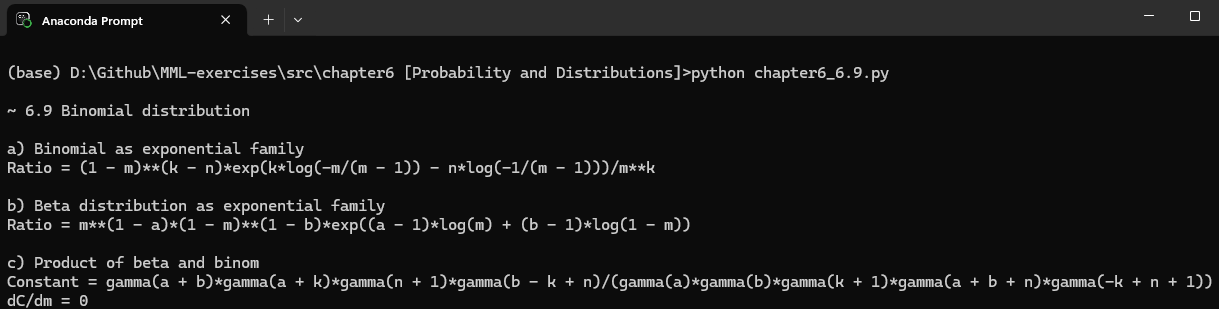 Anaconda Prompt
(base) D:\Github\MML-exercises\src\chapter6 [Probability and Distributions]>python chapter6_6.9.py
~ 6.9 Binomial distribution
a) Binomial as exponential family
Ratio = (1 - m)**(k - n)*exp(k*log(-m/(m - 1)) - n*log(-1/(m - 1)))/m**k
b) Beta distribution as exponential family
Ratio = m**(1 - a)*(1 - m)**(1 - b)*exp((a - 1)*log(m) + (b - 1)*log(1 - m))
c) Product of beta and binom
Constant = gamma(a + b)*gamma(a + k)*gamma(n + 1)*gamma(b - k + n)/(gamma(a)*gamma(b)*gamma(k + 1)*gamma(a + b + n)*gamma(-k + n + 1))
dC/dm = 0